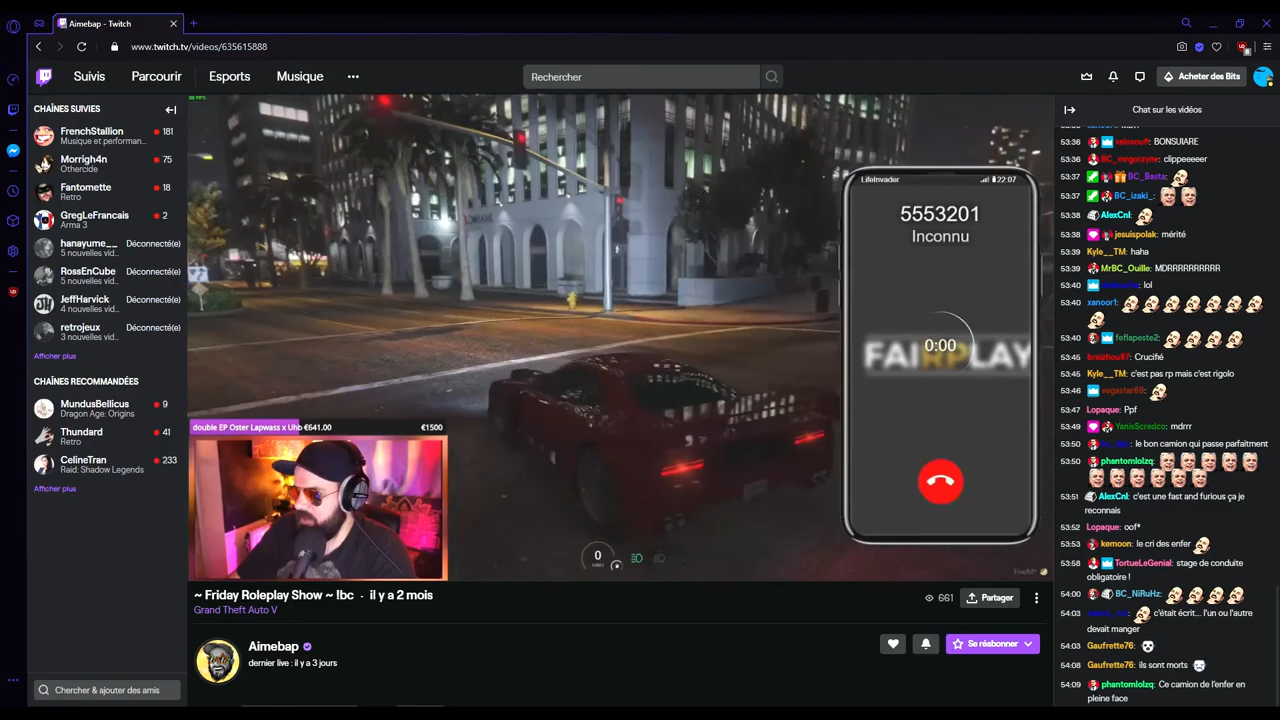 Aimebap - Twitch
www.twitch.tv/videos/635615888
Suivis
Parcourir
Esports
Musique
Rechercher
Acheter des Bits
CHAÎNES SUIVIES
FrenchStallion 181
Musique et performan...
Morrigh4n 75
Othercide
Fantomette 18
Retro
GregLeFrancais 2
Arma 3
hanayume__ Déconnecté(e)
5 nouvelles vid...
RossEnCube Déconnecté(e)
5 nouvelles vid...
JeffHarvick Déconnecté(e)
4 nouvelles vid...
retrojeux Déconnecté(e)
3 nouvelles vid...
Afficher plus
CHAÎNES RECOMMANDÉES
MundusBellicus 9
Dragon Age: Origins
Thundard 41
Retro
CelineTran 233
Raid: Shadow Legends
Afficher plus
Chercher & ajouter des amis
LifeInvader 22:07
5553201
Inconnu
0:00
FAIRPLAY
double EP Oster Lapwass x Uhb €641.00 €1500
0
FiveM
~ Friday Roleplay Show ~ !bc - il y a 2 mois
Grand Theft Auto V
661
Partager
Aimebap
dernier live : il y a 3 jours
Se réabonner
Chat sur les vidéos
53:36 BONSUIARE
53:36 BC_mrgorzyne: clippeeeeer
53:37 BC_Basta:
53:37 BC_izaki_:
53:38 AlexCnl:
53:38 jesuispolak: mérité
53:39 Kyle__TM: haha
53:39 MrBC_Ouille: MDRRRRRRRRRR
53:40 lol
53:40 xanoor1:
53:40 feflapeste2:
53:45 breizhou87: Crucifié
53:45 Kyle__TM: c'est pas rp mais c'est rigolo
53:46 vegastar68:
53:47 Lopaque: Ppf
53:49 YanisScredco: mdrrr
53:50 le bon camion qui passe parfaitment
53:50 phantomlolzq:
53:51 AlexCnl: c'est une fast and furious ça je
reconnais
53:52 Lopaque: oof*
53:53 kemoon: le cri des enfer
53:58 TortueLeGenial: stage de conduite
obligatoire !
54:00 BC_NiRuHz:
54:03 c'était écrit... l'un ou l'autre
devait manger
54:03 Gaufrette76:
54:08 Gaufrette76: ils sont morts
54:09 phantomlolzq: Ce camion de l'enfer en
pleine face